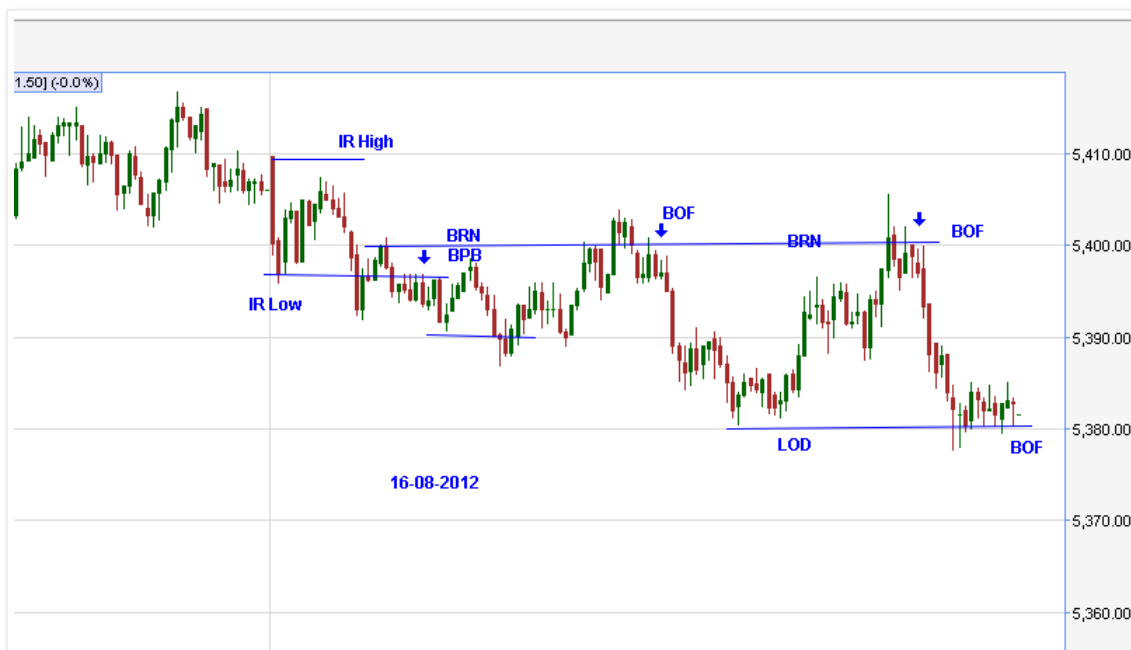 1.50] (-0.0%)
IR High
5,410.00
BOF
BRN
BRN
BOF
5,400.00
BPB
IR Low
5,390.00
5,380.00
LOD
BOF
16-08-2012
5,370.00
5,360.00